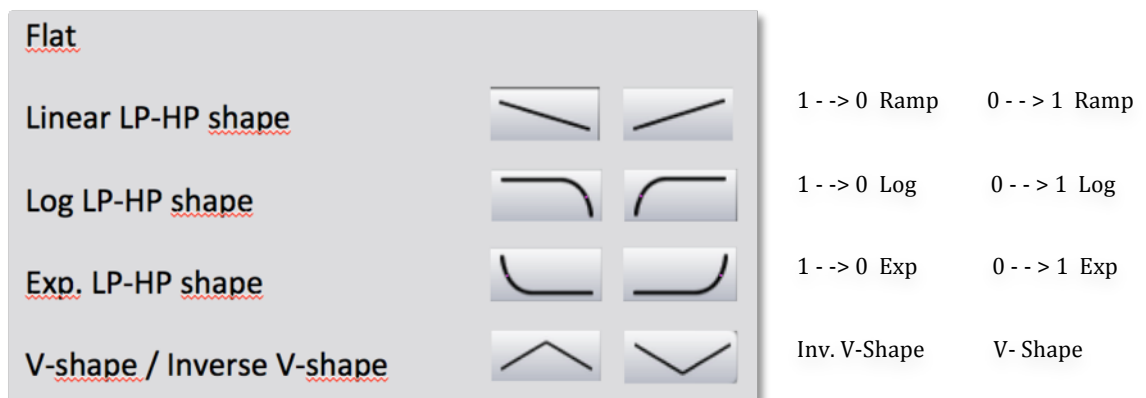 Flat
Linear LP-HP shape 1 - -> 0 Ramp 0 - - > 1 Ramp
Log LP-HP shape 1 - -> 0 Log 0 - - > 1 Log
Exp. LP-HP shape 1 - -> 0 Exp 0 - - > 1 Exp
V-shape / Inverse V-shape Inv. V-Shape V- Shape